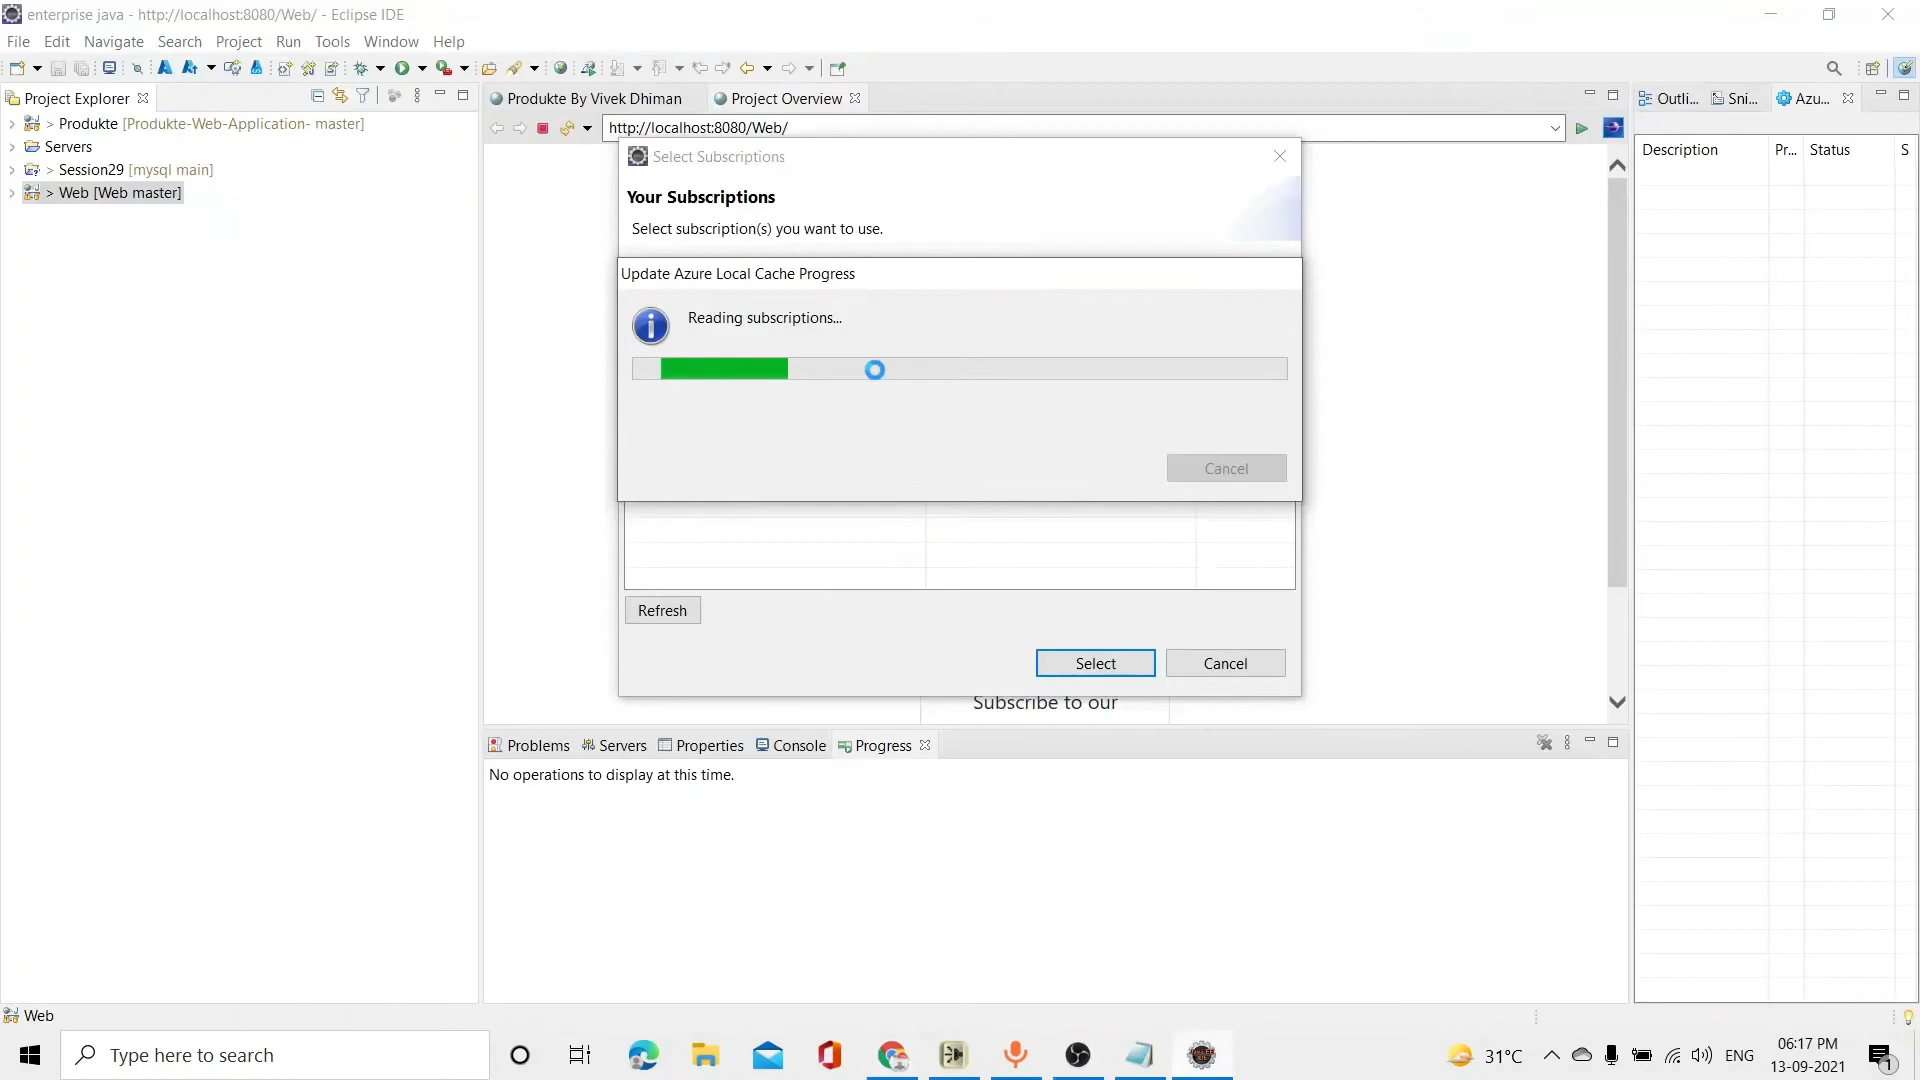 enterprise java - http://localhost:8080/Web/ - Eclipse IDE
File Edit Navigate Search Project Run Tools Window Help
Project Explorer
> Produkte [Produkte-Web-Application- master]
Servers
> Session29 [mysql main]
> Web [Web master]
Produkte By Vivek Dhiman
Project Overview
http://localhost:8080/Web/
Select Subscriptions
Your Subscriptions
Select subscription(s) you want to use.
Update Azure Local Cache Progress
Reading subscriptions...
Cancel
Refresh
Select Cancel
Subscribe to our
Problems Servers Properties Console Progress
No operations to display at this time.
Outli... Sni... Azu...
Description Pr... Status S
Web
Type here to search
31°C
ENG
06:17 PM
13-09-2021
1